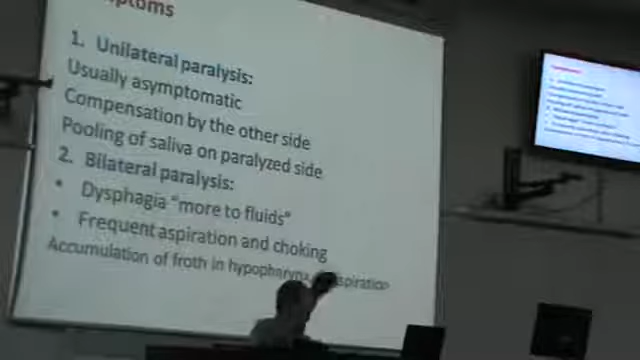 1. Unilateral paralysis:
Usually asymptomatic
Compensation by the other side
Pooling of saliva on paralyzed side
2. Bilateral paralysis:
• Dysphagia "more to fluids"
• Frequent aspiration and choking
Accumulation of froth in hypopharynx